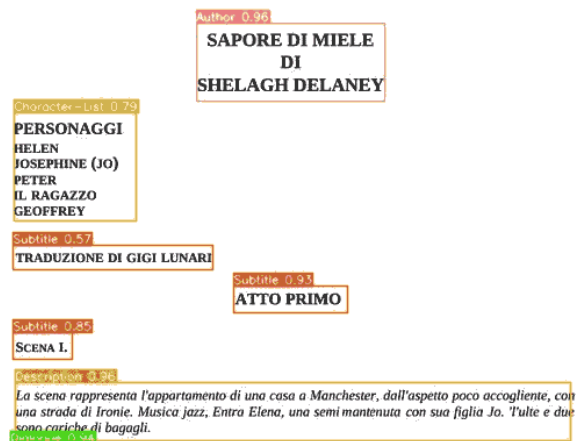 Author 0.96
SAPORE DI MIELE
DI
SHELAGH DELANEY
Character-List 0.79
PERSONAGGI
HELEN
JOSEPHINE (JO)
PETER
IL RAGAZZO
GEOFFREY
Subtitle 0.57
TRADUZIONE DI GIGI LUNARI
Subtitle 0.93
ATTO PRIMO
Subtitle 0.85
SCENA I.
Description 0.96
La scena rappresenta l'appartamento di una casa a Manchester, dall'aspetto poco accogliente, con
una strada di Ironie. Musica jazz, Entra Elena, una semi mantenuta con sua figlia Jo. 'l'ulte e due
sono cariche di bagagli.
0.94